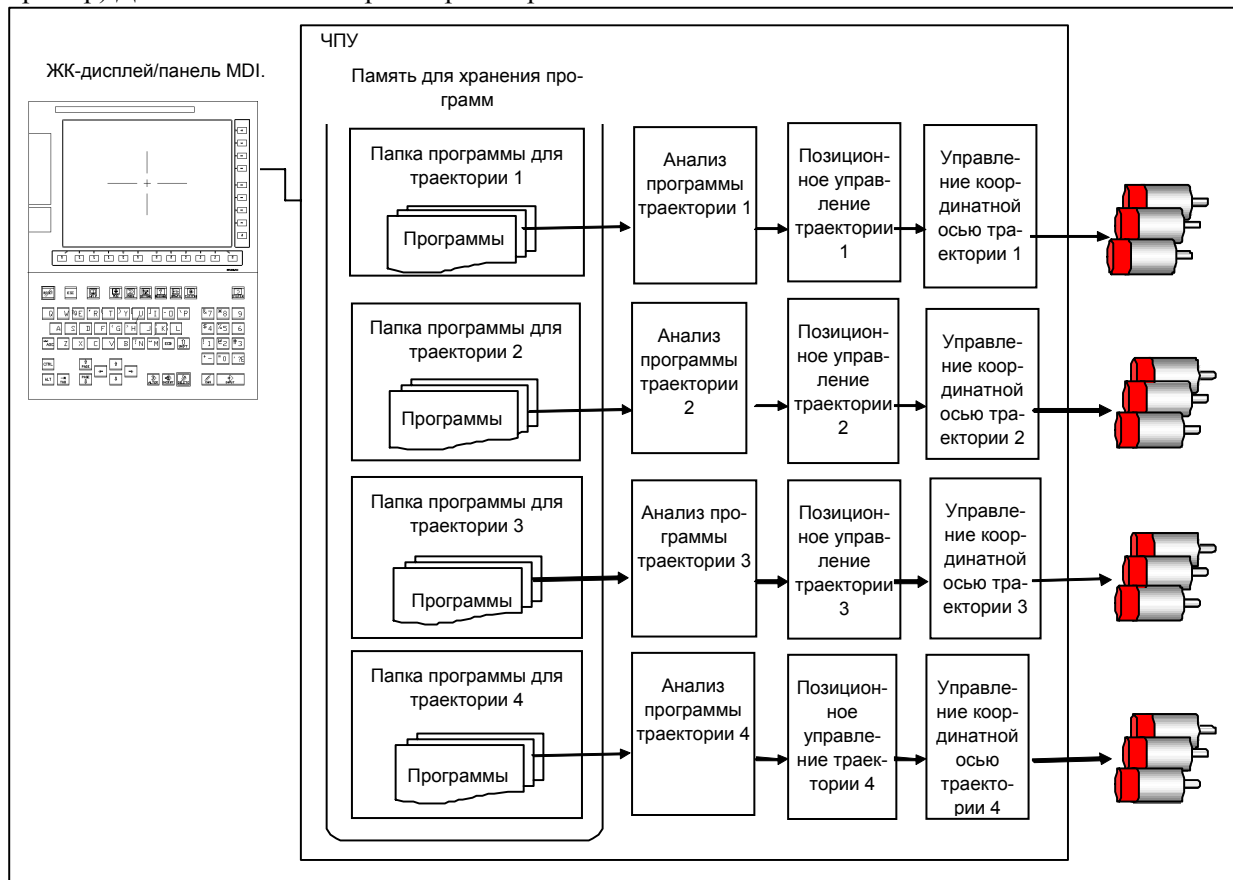 ЧПУ
ЖК-дисплей/панель MDI.
Память для хранения про-
грамм
Папка программы для
траектории 1
Программы
Анализ
программы
траектории 1
Позицион-
ное управ-
ление
траектории
1
Управле-
ние коор-
динатной
осью тра-
ектории 1
Папка программы для
траектории 2
Программы
Анализ
программы
траектории
2
Позицион-
ное управ-
ление
траектории
2
Управле-
ние коор-
динатной
осью тра-
ектории 2
Папка программы для
траектории 3
Программы
Анализ про-
граммы
траектории 3
Позицион-
ное управ-
ление
траектории
3
Управле-
ние коор-
динатной
осью тра-
ектории 3
Папка программы для
траектории 4
Программы
Анализ
программы
траектории 4
Позицион-
ное
управле-
ние траек-
тории 4
Управле-
ние коор-
динатной
осью
траекто-
рии 4